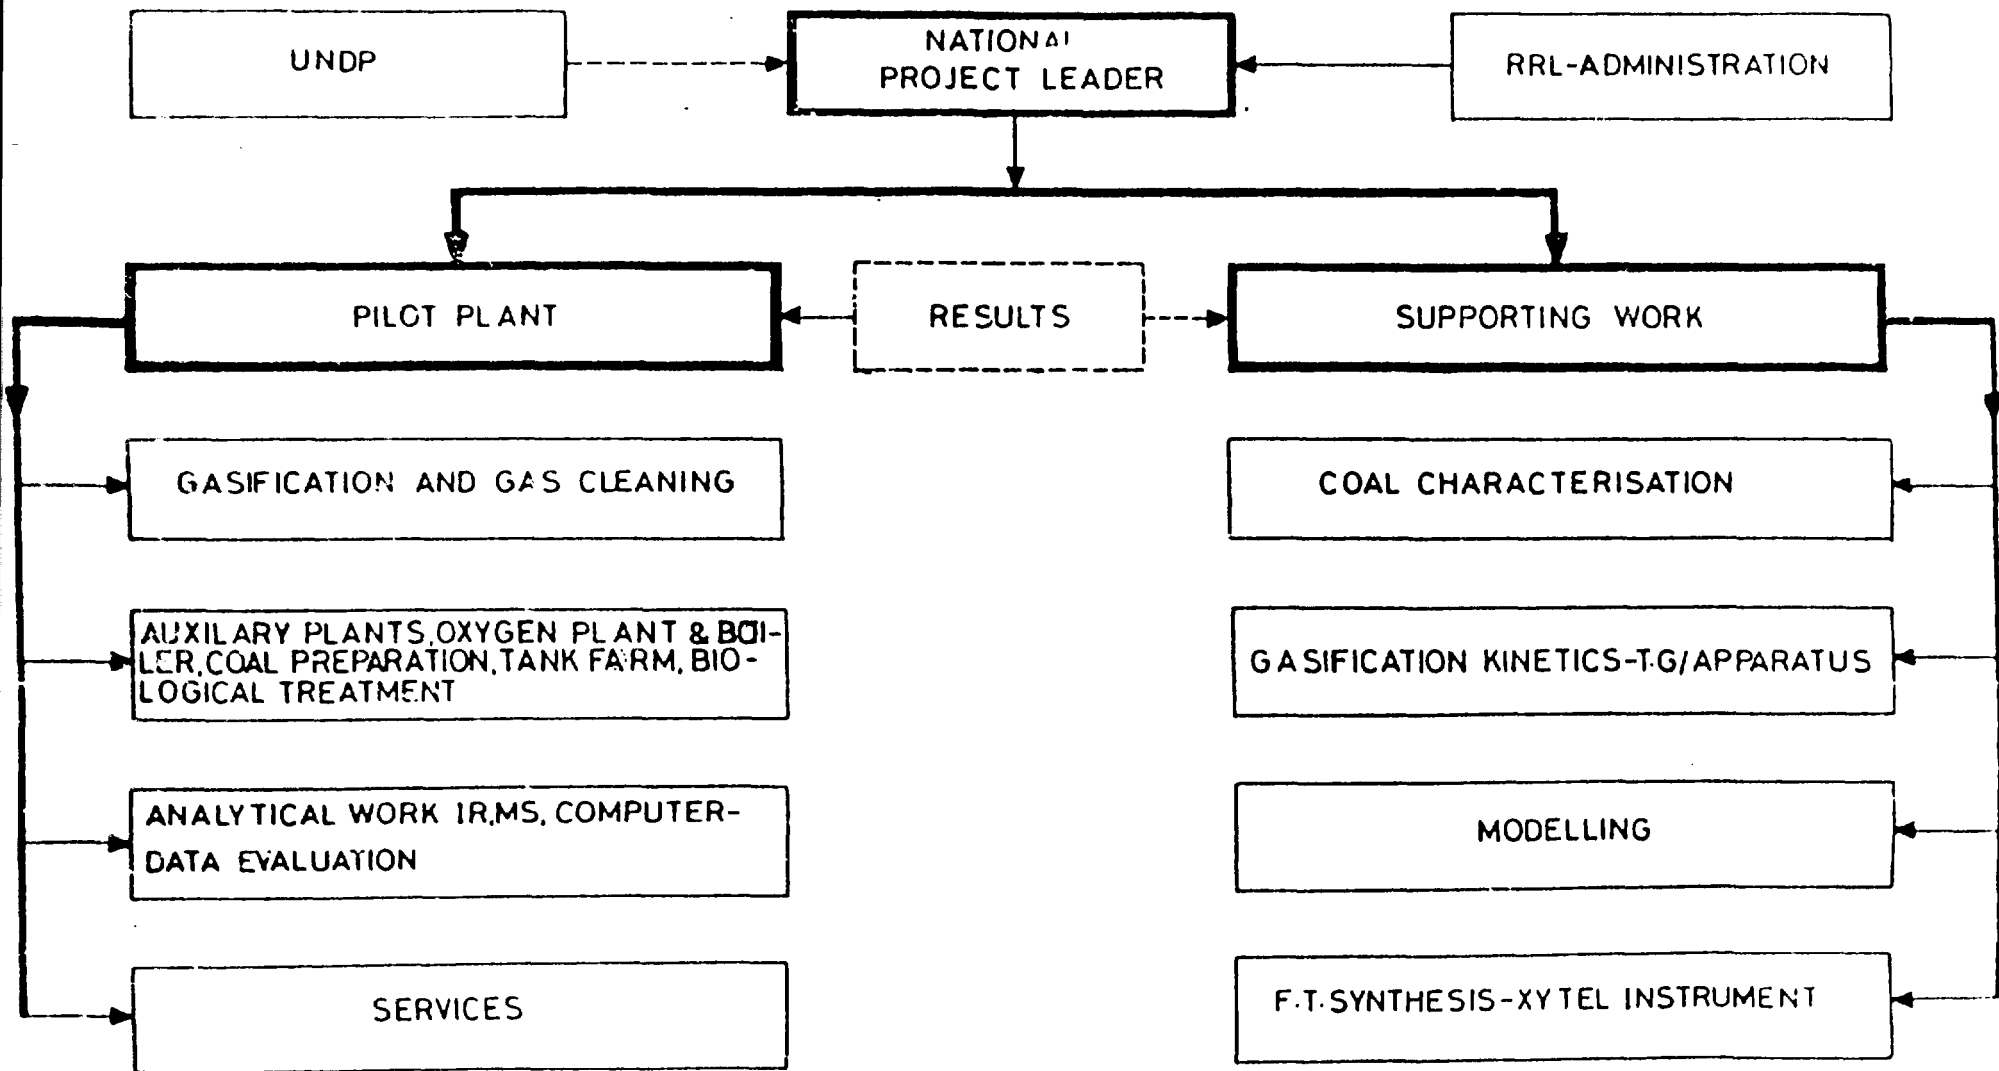 UNDP
NATIONAL
PROJECT LEADER
RRL-ADMINISTRATION
PILOT PLANT
RESULTS
SUPPORTING WORK
GASIFICATION AND GAS CLEANING
COAL CHARACTERISATION
AUXILARY PLANTS,OXYGEN PLANT & BOI-
LER,COAL PREPARATION,TANK FARM, BIO-
LOGICAL TREATMENT
GASIFICATION KINETICS-T.G/APPARATUS
ANALYTICAL WORK IR,MS, COMPUTER-
DATA EVALUATION
MODELLING
SERVICES
F.T.SYNTHESIS-XYTEL INSTRUMENT